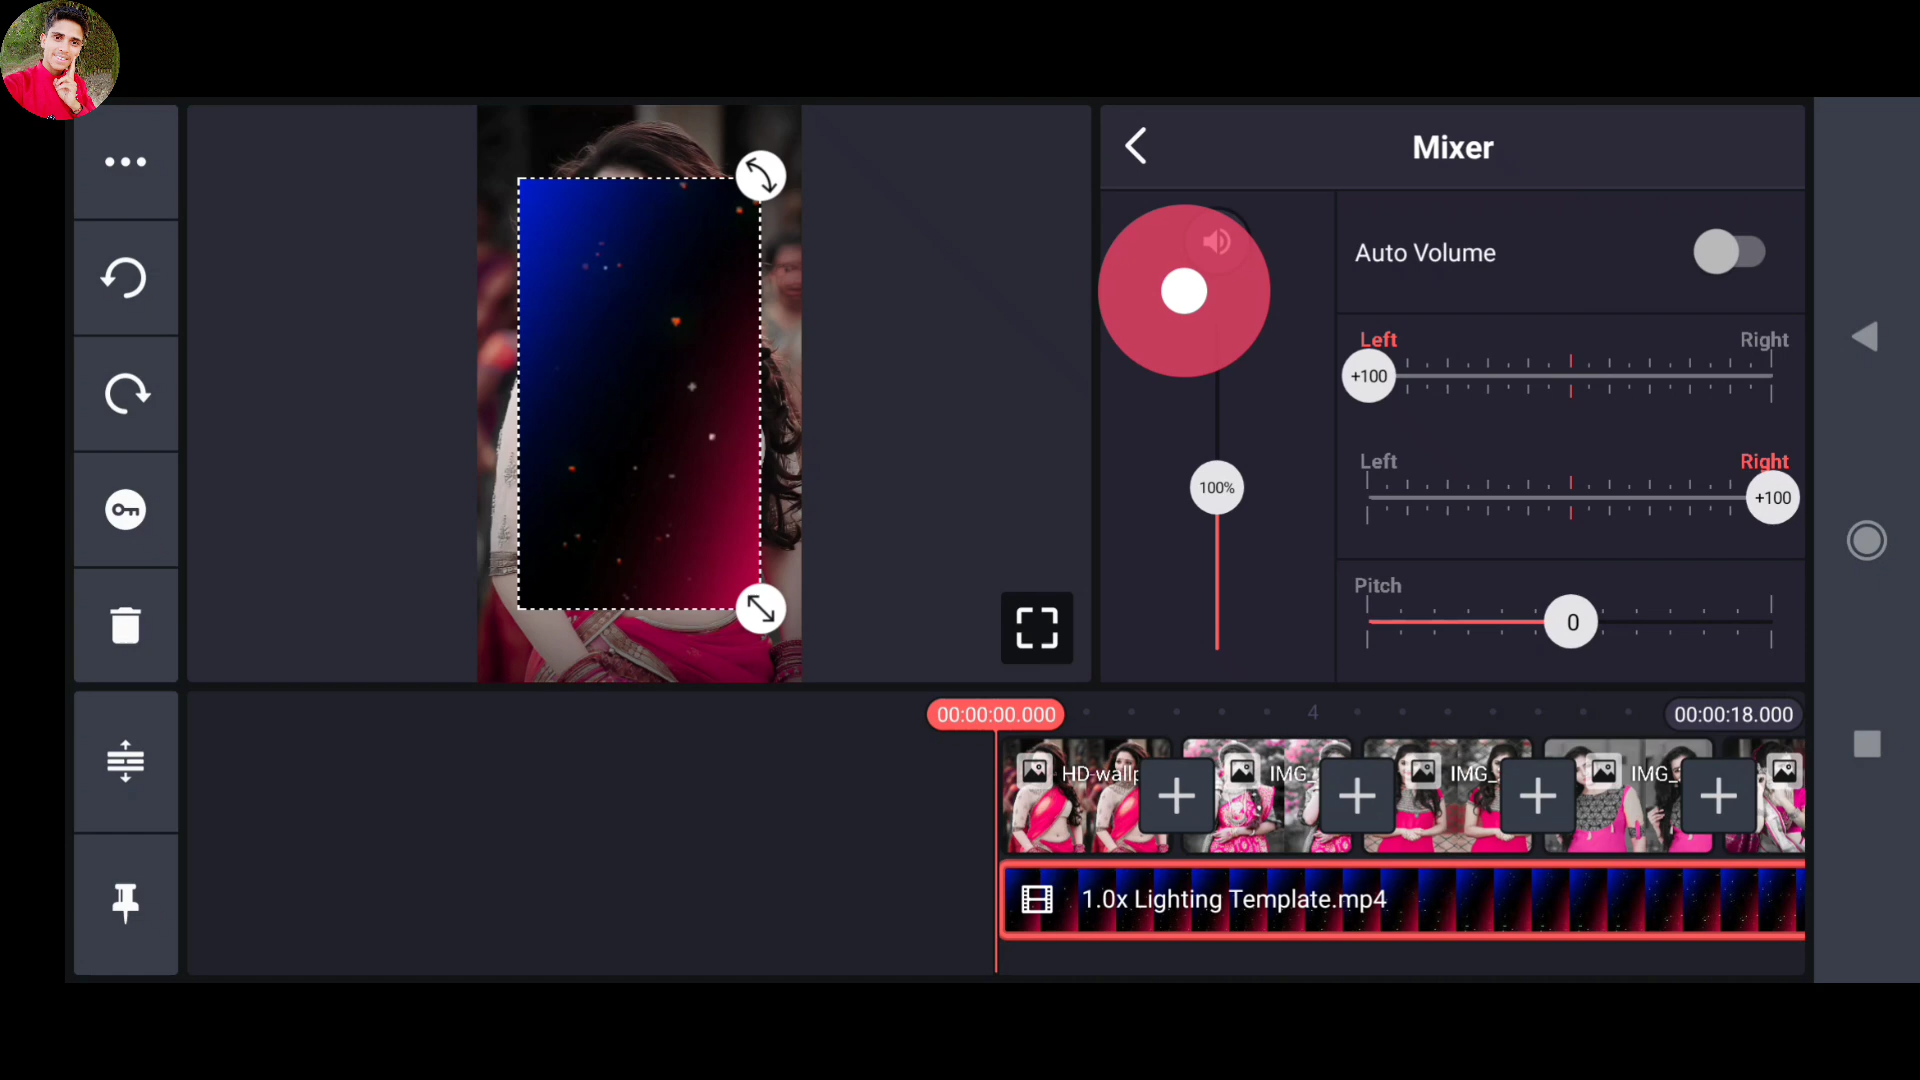 Mixer
Auto Volume
Left Right
+100
100%
Left Right
+100
Pitch
0
00:00:00.000 4 00:00:18.000
HD-wallp IMG_ IMG_ IMG_
1.0x Lighting Template.mp4